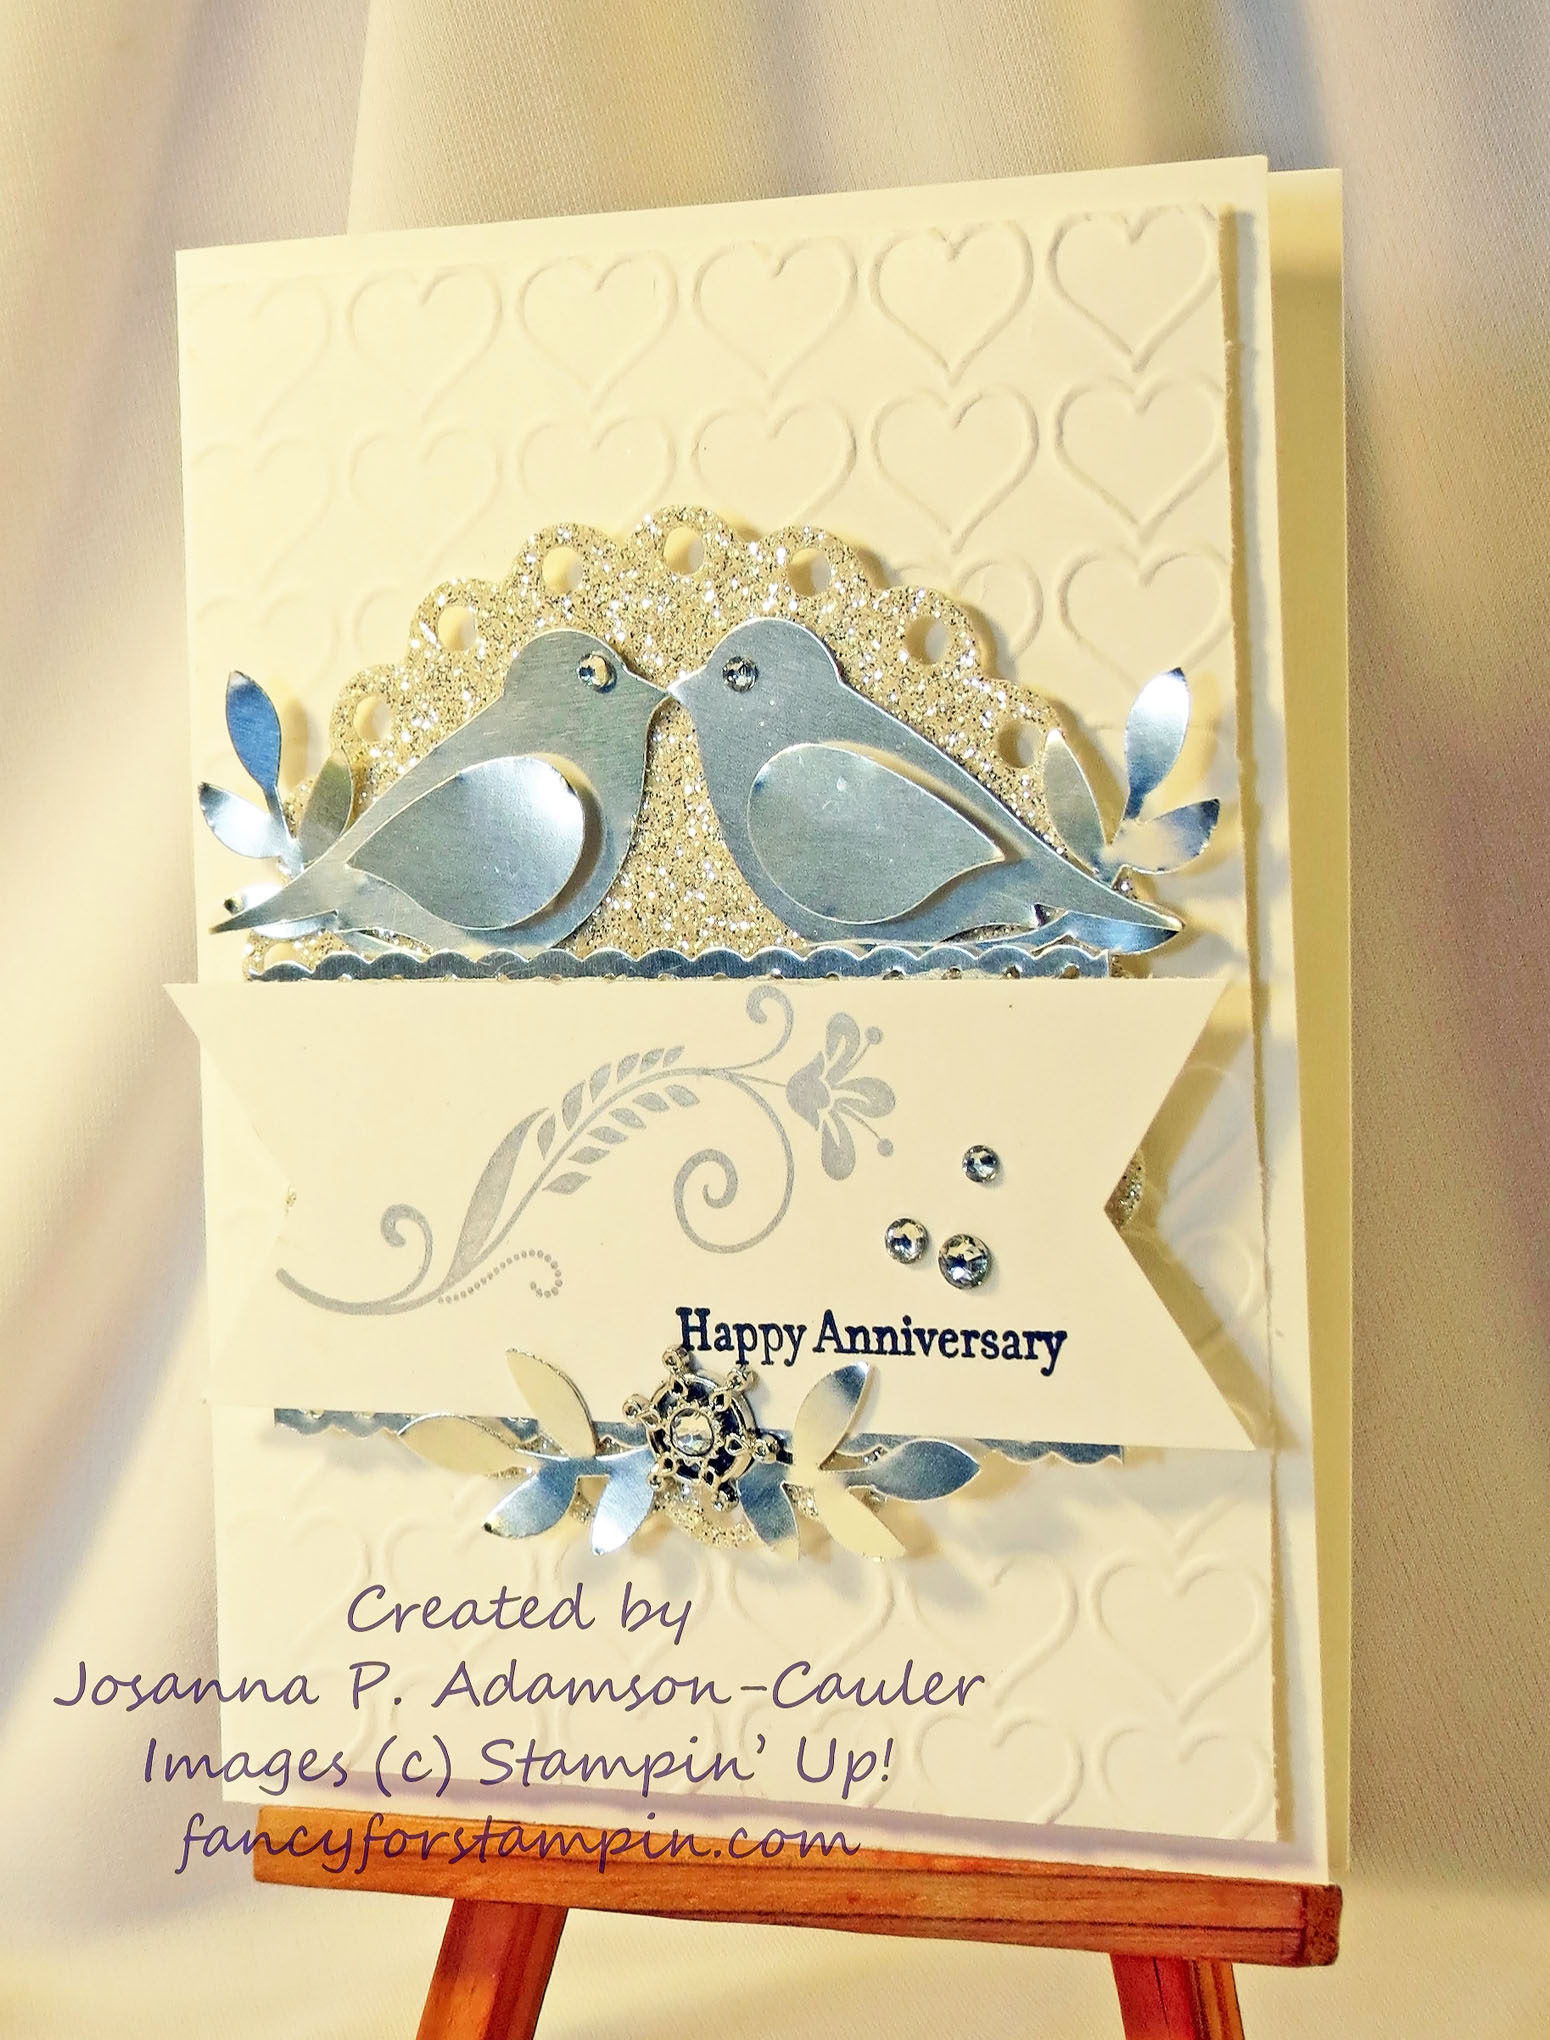 Happy Anniversary
Created by
Josanna P. Adamson-Cauler
Images (c) Stampin' Up!
fancyforstampin.com